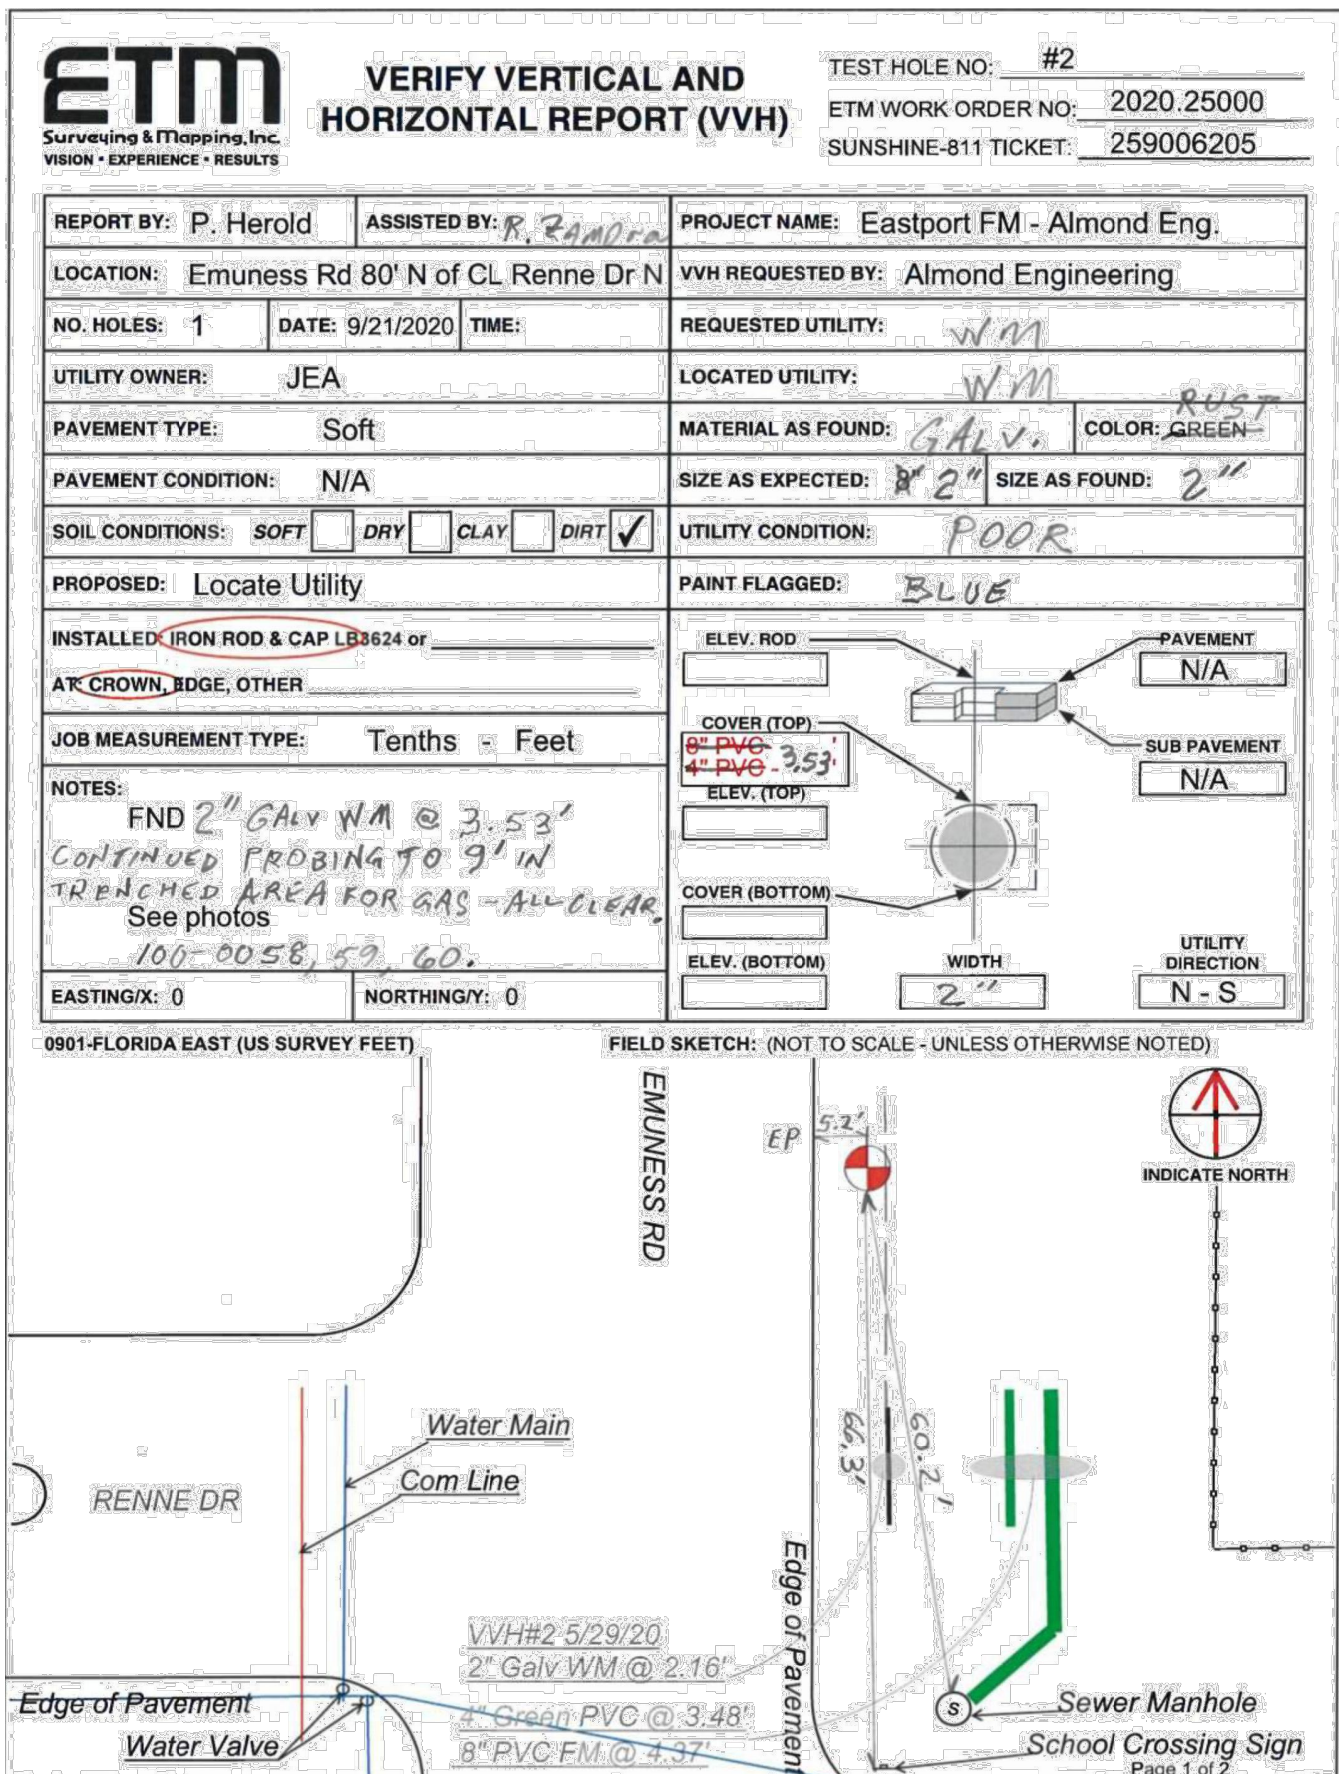 ETM
Surveying & Mapping, Inc.
VISION • EXPERIENCE • RESULTS
VERIFY VERTICAL AND
HORIZONTAL REPORT (VVH)
TEST HOLE NO: #2
ETM WORK ORDER NO: 2020.25000
SUNSHINE-811 TICKET: 259006205
REPORT BY: P. Herold ASSISTED BY: R. ZAMORA
PROJECT NAME: Eastport FM - Almond Eng.
LOCATION: Emuness Rd 80' N of CL Renne Dr N
VVH REQUESTED BY: Almond Engineering
NO. HOLES: 1 DATE: 9/21/2020 TIME:
REQUESTED UTILITY: WM
UTILITY OWNER: JEA
LOCATED UTILITY: WM
PAVEMENT TYPE: Soft
MATERIAL AS FOUND: GALV. COLOR: GREEN RUST
PAVEMENT CONDITION: N/A
SIZE AS EXPECTED: 8" 2" SIZE AS FOUND: 2"
SOIL CONDITIONS: SOFT DRY CLAY DIRT ✓
UTILITY CONDITION: POOR
PROPOSED: Locate Utility
PAINT FLAGGED: BLUE
INSTALLED: IRON ROD & CAP LB3624 or
AT: CROWN, EDGE, OTHER
JOB MEASUREMENT TYPE: Tenths - Feet
NOTES:
FND 2" GALV WM @ 3.53'
CONTINUED PROBING TO 9' IN
TRENCHED AREA FOR GAS - ALL CLEAR.
See photos
100-0058, 59, 60.
EASTING/X: 0 NORTHING/Y: 0
ELEV. ROD
PAVEMENT
N/A
COVER (TOP)
8" PVC - '
4" PVC - 3.53'
SUB PAVEMENT
N/A
ELEV. (TOP)
COVER (BOTTOM)
ELEV. (BOTTOM)
WIDTH
2"
UTILITY
DIRECTION
N - S
0901-FLORIDA EAST (US SURVEY FEET)
FIELD SKETCH: (NOT TO SCALE - UNLESS OTHERWISE NOTED)
EMUNESS RD
EP 5.2'
INDICATE NORTH
66.3'
60.2'
Water Main
Com Line
RENNE DR
Edge of Pavement
VVH#2 5/29/20
2" Galv WM @ 2.16'
4" Green PVC @ 3.48'
8" PVC FM @ 4.37'
Edge of Pavement
Water Valve
S
Sewer Manhole
School Crossing Sign
Page 1 of 2